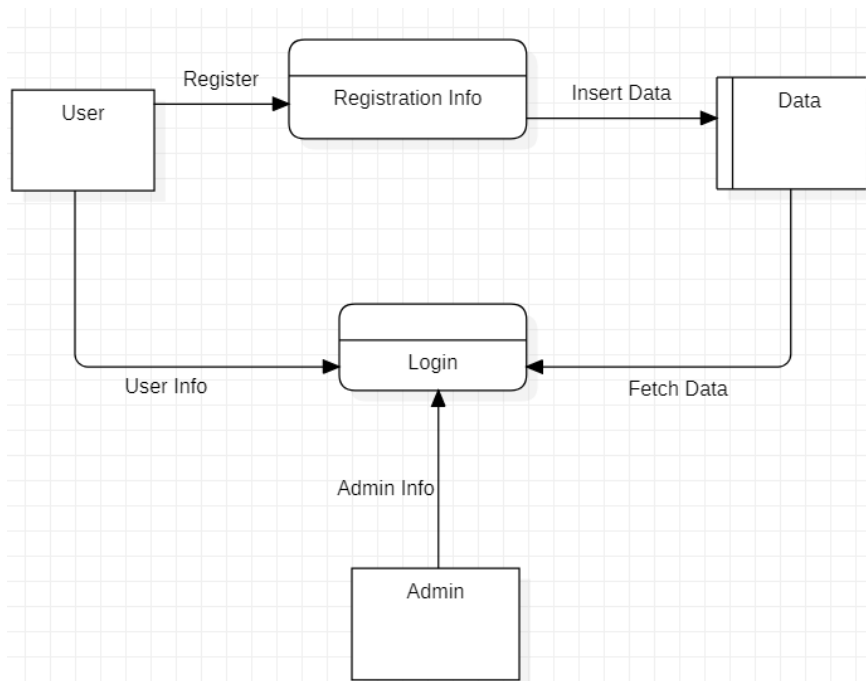 Register
User
Registration Info
Insert Data
Data
Login
User Info
Fetch Data
Admin Info
Admin